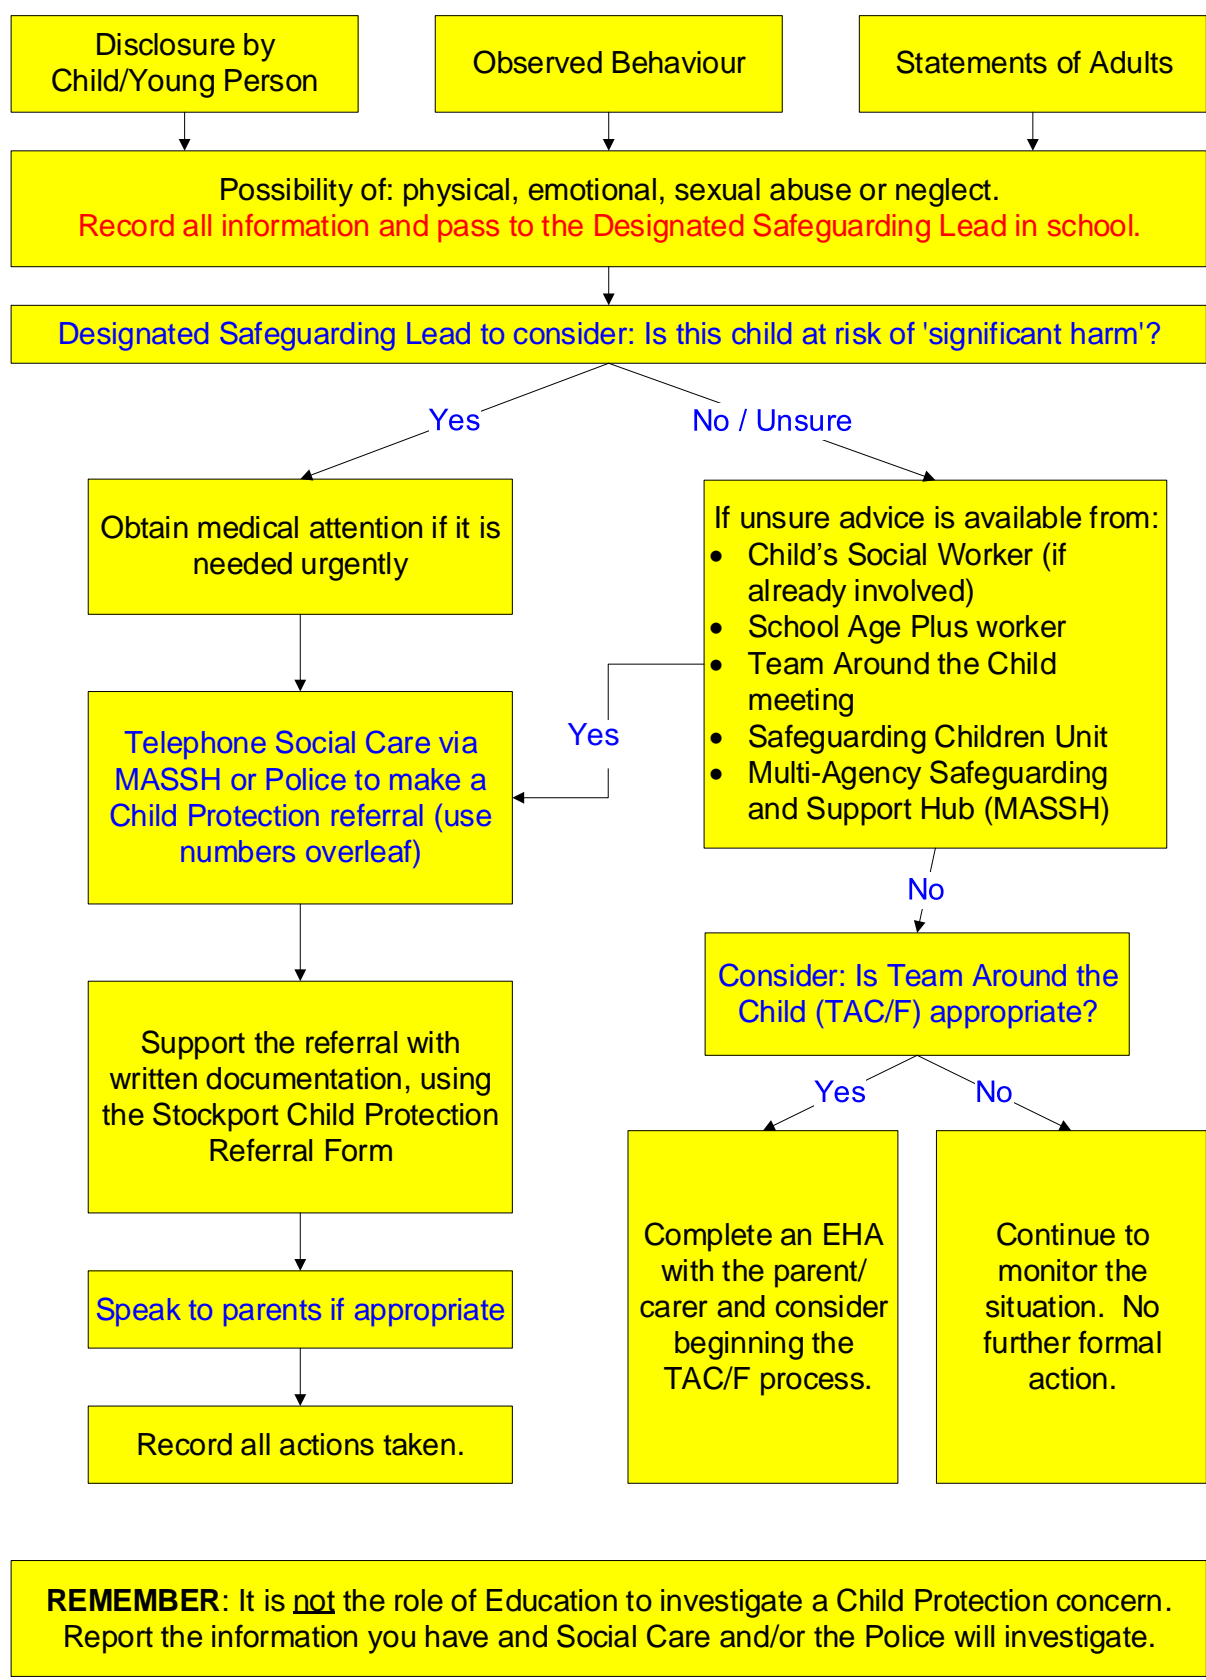 Disclosure by
Child/Young Person
Observed Behaviour
Statements of Adults
Possibility of: physical, emotional, sexual abuse or neglect.
Record all information and pass to the Designated Safeguarding Lead in school.
Designated Safeguarding Lead to consider: Is this child at risk of 'significant harm'?
Yes
No / Unsure
Obtain medical attention if it is
needed urgently
If unsure advice is available from:
• Child’s Social Worker (if
already involved)
• School Age Plus worker
• Team Around the Child
meeting
• Safeguarding Children Unit
• Multi-Agency Safeguarding
and Support Hub (MASSH)
Yes
Telephone Social Care via
MASSH or Police to make a
Child Protection referral (use
numbers overleaf)
No
Consider: Is Team Around the
Child (TAC/F) appropriate?
Support the referral with
written documentation, using
the Stockport Child Protection
Referral Form
Yes
No
Complete an EHA
with the parent/
carer and consider
beginning the
TAC/F process.
Continue to
monitor the
situation. No
further formal
action.
Speak to parents if appropriate
Record all actions taken.
REMEMBER: It is not the role of Education to investigate a Child Protection concern.
Report the information you have and Social Care and/or the Police will investigate.